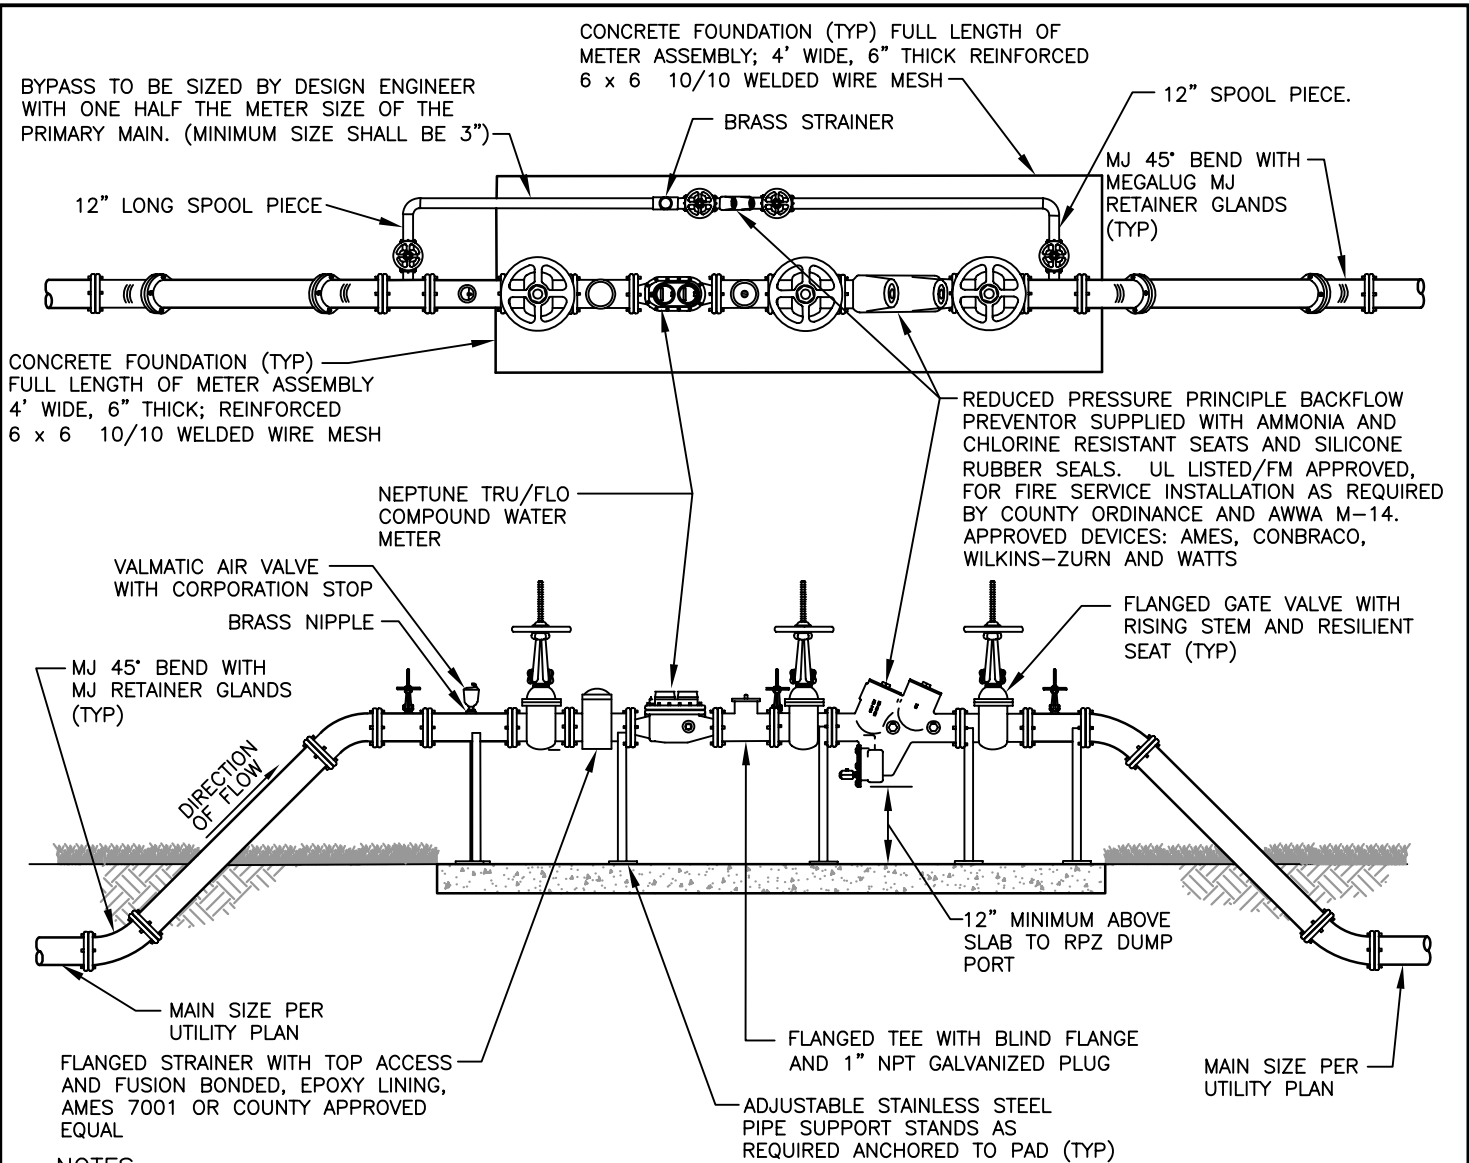 CONCRETE FOUNDATION (TYP) FULL LENGTH OF
METER ASSEMBLY; 4' WIDE, 6" THICK REINFORCED
6 x 6 10/10 WELDED WIRE MESH
BYPASS TO BE SIZED BY DESIGN ENGINEER
WITH ONE HALF THE METER SIZE OF THE
PRIMARY MAIN. (MINIMUM SIZE SHALL BE 3")
12" SPOOL PIECE.
BRASS STRAINER
MJ 45° BEND WITH
MEGALUG MJ
RETAINER GLANDS
(TYP)
12" LONG SPOOL PIECE
CONCRETE FOUNDATION (TYP)
FULL LENGTH OF METER ASSEMBLY
4' WIDE, 6" THICK; REINFORCED
6 x 6 10/10 WELDED WIRE MESH
REDUCED PRESSURE PRINCIPLE BACKFLOW
PREVENTOR SUPPLIED WITH AMMONIA AND
CHLORINE RESISTANT SEATS AND SILICONE
RUBBER SEALS. UL LISTED/FM APPROVED,
FOR FIRE SERVICE INSTALLATION AS REQUIRED
BY COUNTY ORDINANCE AND AWWA M-14.
APPROVED DEVICES: AMES, CONBRACO,
WILKINS-ZURN AND WATTS
NEPTUNE TRU/FLO
COMPOUND WATER
METER
VALMATIC AIR VALVE
WITH CORPORATION STOP
BRASS NIPPLE
FLANGED GATE VALVE WITH
RISING STEM AND RESILIENT
SEAT (TYP)
MJ 45° BEND WITH
MJ RETAINER GLANDS
(TYP)
DIRECTION
OF FLOW
12" MINIMUM ABOVE
SLAB TO RPZ DUMP
PORT
MAIN SIZE PER
UTILITY PLAN
FLANGED STRAINER WITH TOP ACCESS
AND FUSION BONDED, EPOXY LINING,
AMES 7001 OR COUNTY APPROVED
EQUAL
FLANGED TEE WITH BLIND FLANGE
AND 1" NPT GALVANIZED PLUG
MAIN SIZE PER
UTILITY PLAN
ADJUSTABLE STAINLESS STEEL
PIPE SUPPORT STANDS AS
REQUIRED ANCHORED TO PAD (TYP)
NOTES